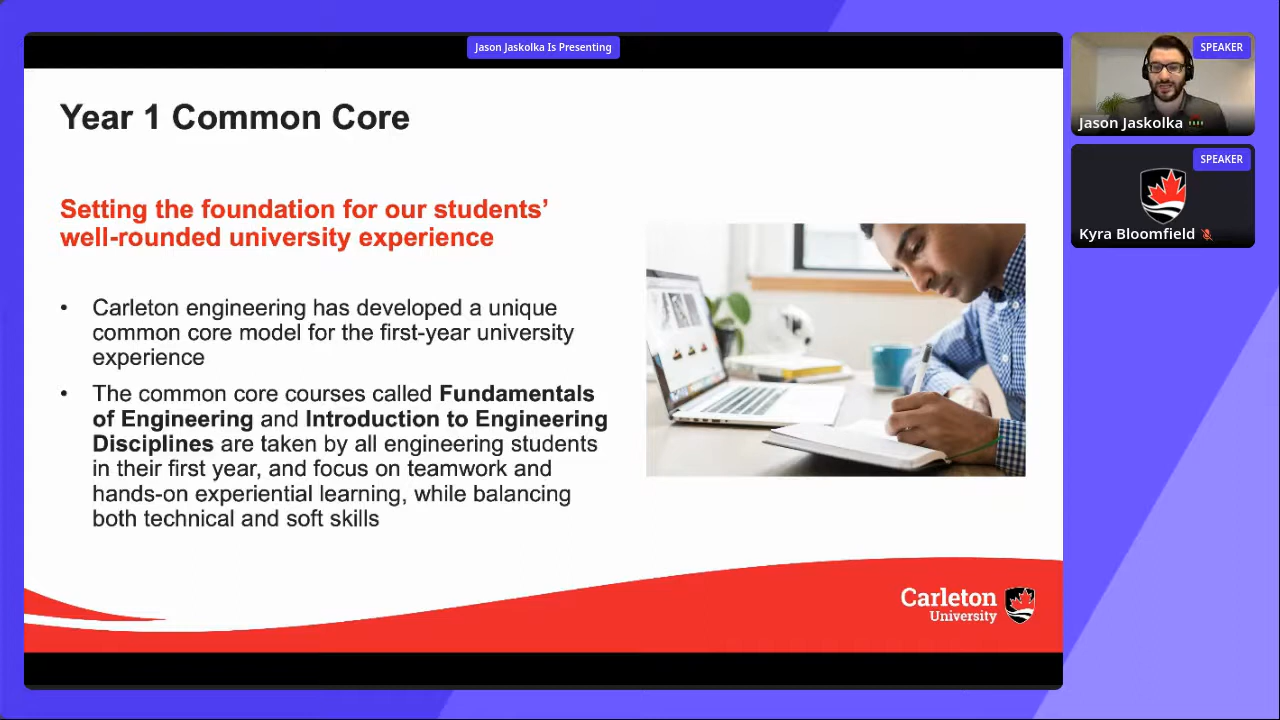 Jason Jaskolka Is Presenting
Year 1 Common Core
Setting the foundation for our students’
well-rounded university experience
• Carleton engineering has developed a unique
common core model for the first-year university
experience
• The common core courses called Fundamentals
of Engineering and Introduction to Engineering
Disciplines are taken by all engineering students
in their first year, and focus on teamwork and
hands-on experiential learning, while balancing
both technical and soft skills
Carleton
University
SPEAKER
Jason Jaskolka
SPEAKER
Kyra Bloomfield